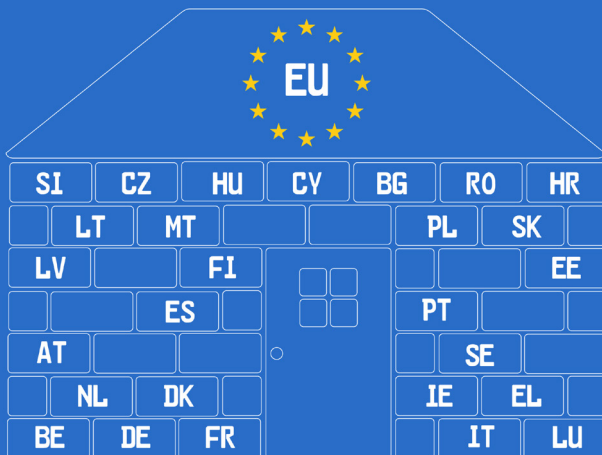 EU
SI CZ HU CY BG RO HR
LT MT PL SK
LV FI EE
ES PT
AT SE
NL DK IE EL
BE DE FR IT LU